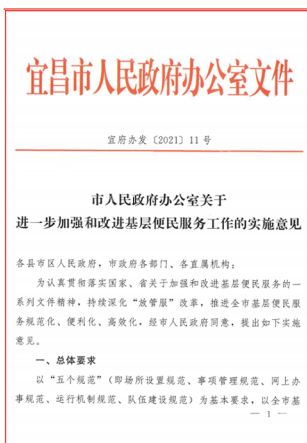 宜昌市人民政府办公室文件
宜府办发〔2021〕11号
市人民政府办公室关于
进一步加强和改进基层便民服务工作的实施意见
各县市区人民政府，市政府各部门、各直属机构：
为认真贯彻落实国家、省关于加强和改进基层便民服务的一
系列文件精神，持续深化“放管服”改革，推进全市基层便民服
务规范化、便利化、高效化，经市人民政府同意，提出如下实施
意见。
一、总体要求
以“五个规范”（即场所设置规范、事项管理规范、网上办
事规范、运行机制规范、队伍建设规范）为基本要求，以全市基
— 1 —